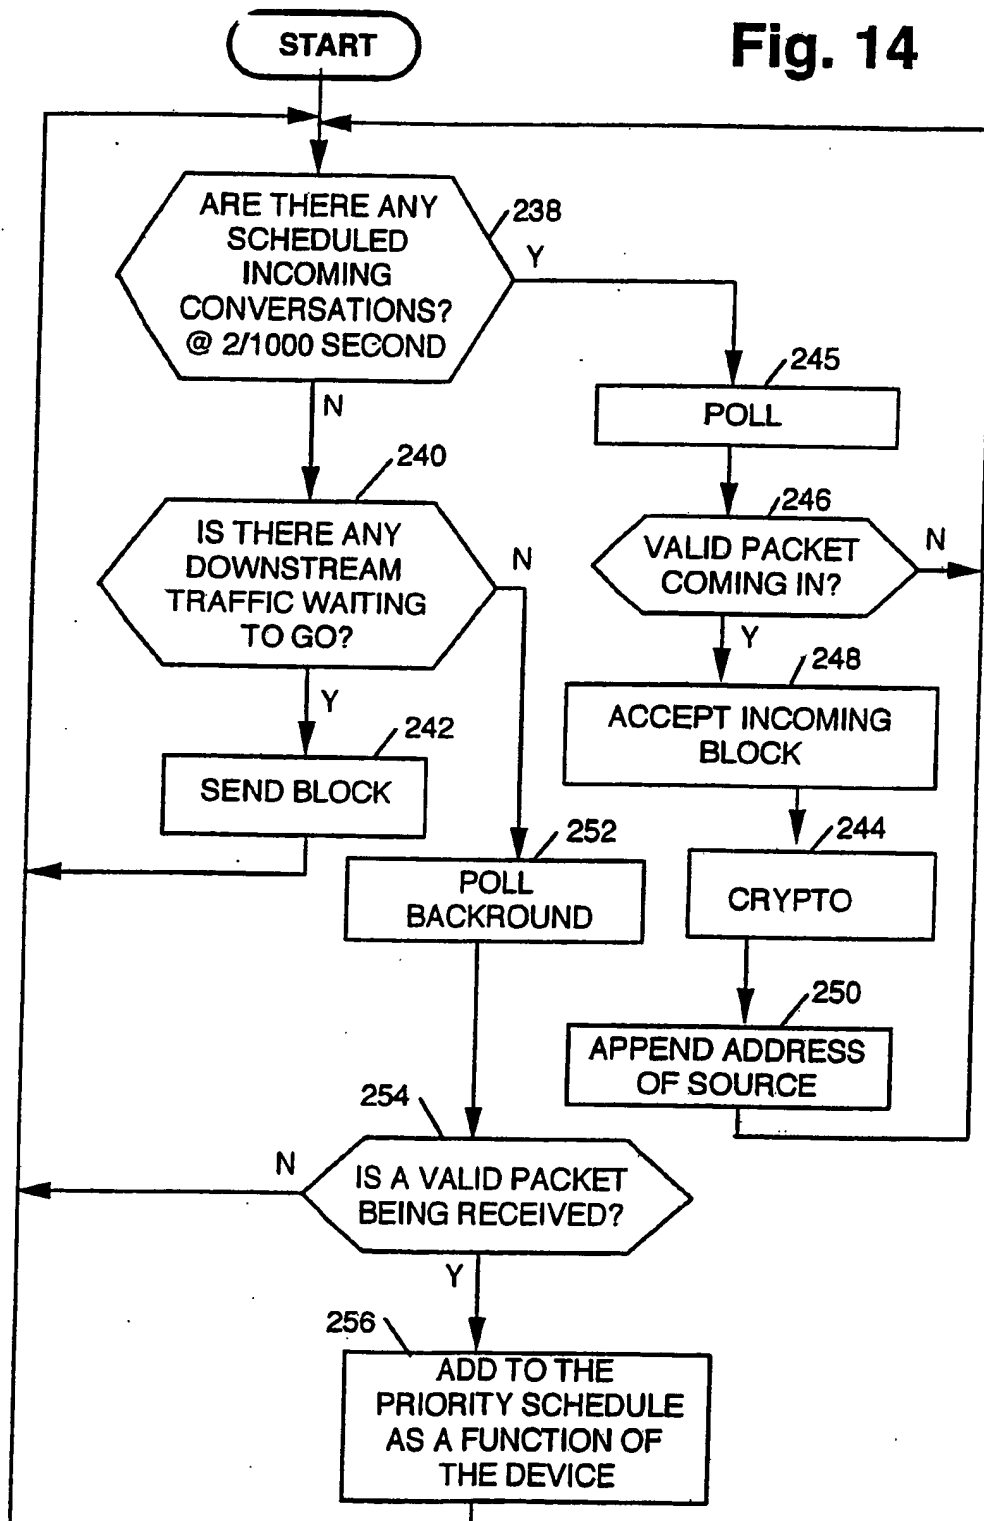 START
Fig. 14
ARE THERE ANY
SCHEDULED
INCOMING
CONVERSATIONS?
@ 2/1000 SECOND
238
Y
N
245
POLL
240
IS THERE ANY
DOWNSTREAM
TRAFFIC WAITING
TO GO?
N
246
VALID PACKET
COMING IN?
N
Y
Y
248
ACCEPT INCOMING
BLOCK
242
SEND BLOCK
244
CRYPTO
252
POLL
BACKROUND
250
APPEND ADDRESS
OF SOURCE
254
N
IS A VALID PACKET
BEING RECEIVED?
Y
256
ADD TO THE
PRIORITY SCHEDULE
AS A FUNCTION OF
THE DEVICE